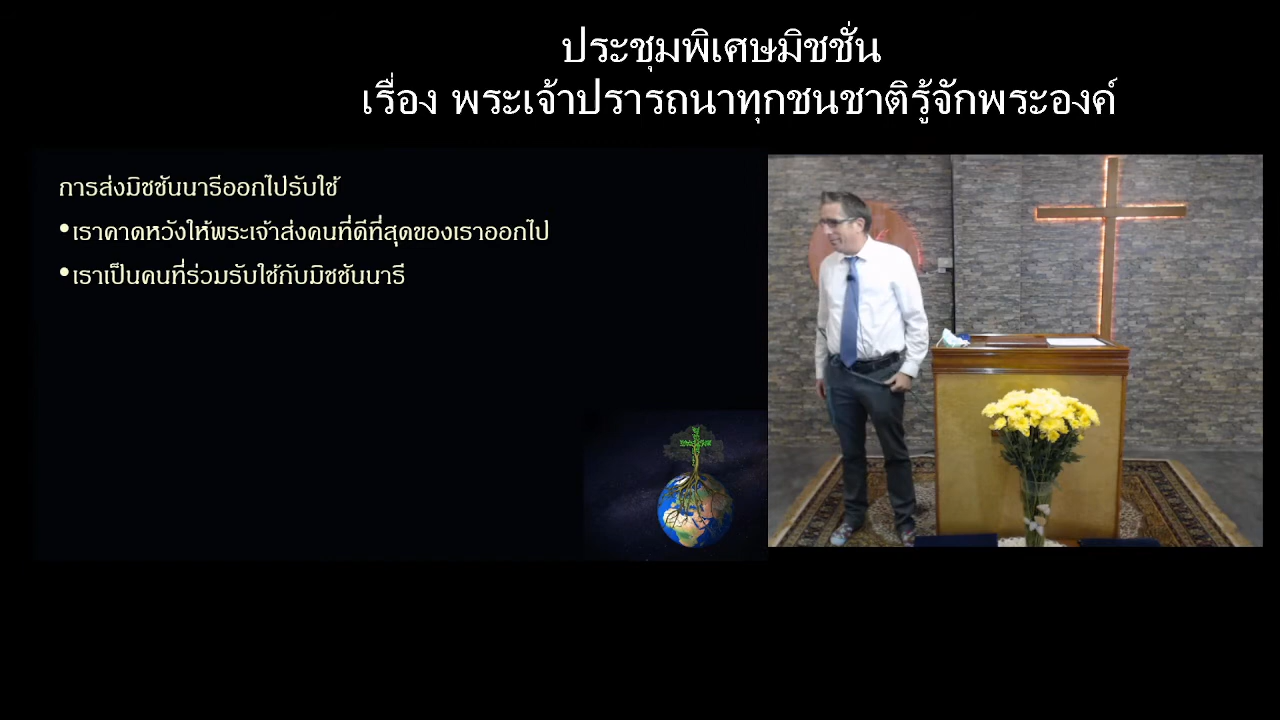 ประชุมพิเศษมิชชั่น
เรื่อง พระเจ้าปรารถนาทุกชนชาติรู้จักพระองค์
การส่งมิชชันนารีออกไปรับใช้
•เราคาดหวังให้พระเจ้าส่งคนที่ดีที่สุดของเราออกไป
•เราเป็นคนที่ร่วมรับใช้กับมิชชันนารี